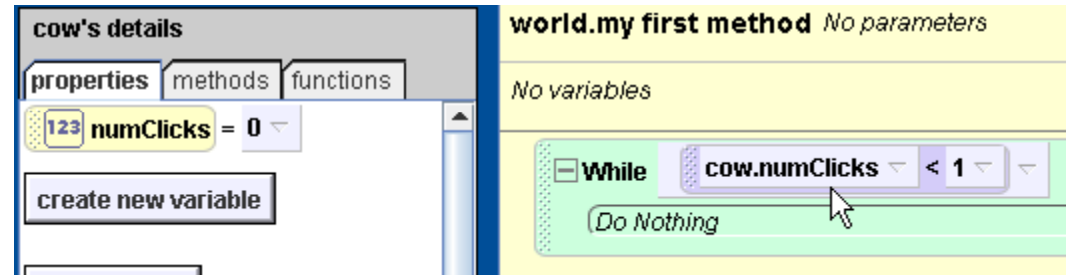 cow's details
properties methods functions
123 numClicks = 0
create new variable
world.my first method No parameters
No variables
While cow.numClicks < 1
(Do Nothing